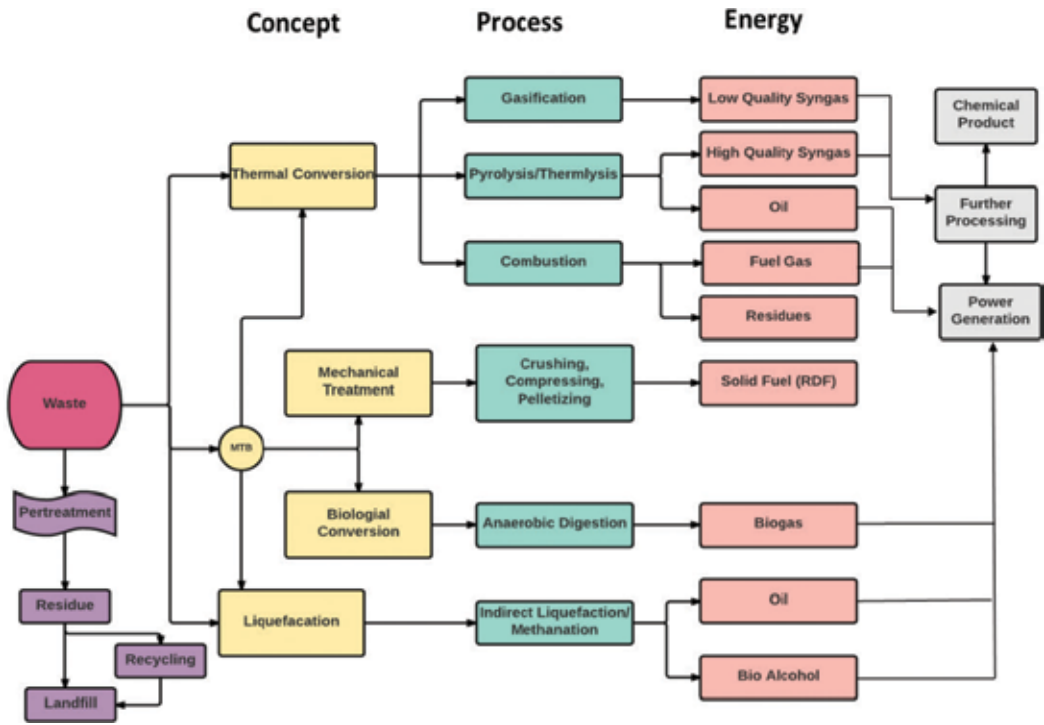 Concept
Process
Energy
Gasification
Low Quality Syngas
Chemical
Product
High Quality Syngas
Thermal Conversion
Pyrolysis/Thermlysis
Oil
Further
Processing
Combustion
Fuel Gas
Residues
Power
Generation
Waste
Mechanical
Treatment
Crushing,
Compressing,
Pelletizing
Solid Fuel (RDF)
MTB
Pertreatment
Biologial
Conversion
Anaerobic Digestion
Biogas
Residue
Liquefacation
Indirect Liquefaction/
Methanation
Oil
Recycling
Bio Alcohol
Landfill